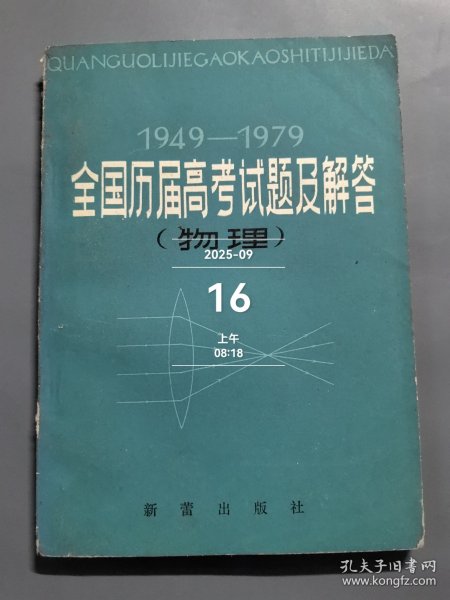 QUANGUOLIJIEGAOKAOSHITIJIJIEDA
1949—1979
全国历届高考试题及解答
(物理)
2025-09
16
上午
08:18
新蕾出版社
孔夫子旧书网
www.kongfz.com